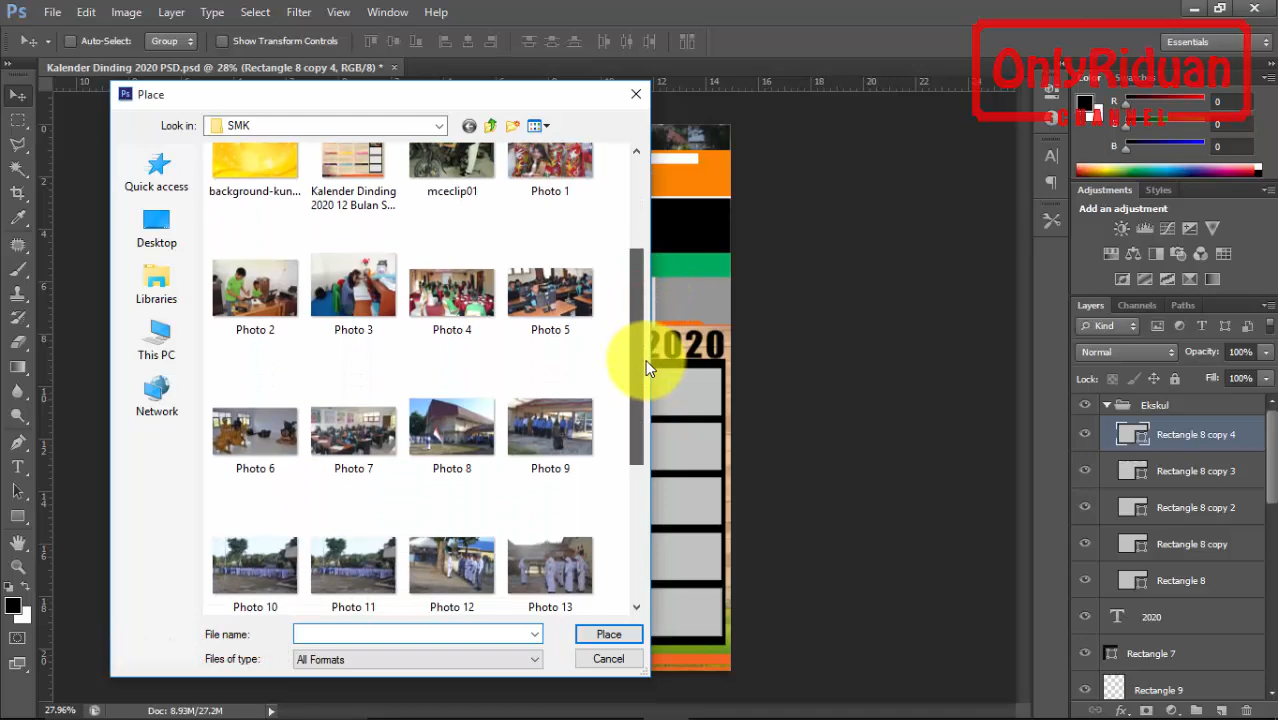 Ps File Edit Image Layer Type Select Filter View Window Help
Auto-Select: Group Show Transform Controls
Essentials
OnlyRiduan
CHANNEL
Kalender Dinding 2020 PSD.psd @ 28% (Rectangle 8 copy 4, RGB/8) *
Place
Look in: SMK
Quick access
Desktop
Libraries
This PC
Network
background-kun...
Kalender Dinding
2020 12 Bulan S...
mceclip01
Photo 1
Photo 2
Photo 3
Photo 4
Photo 5
Photo 6
Photo 7
Photo 8
Photo 9
Photo 10
Photo 11
Photo 12
Photo 13
File name:
Place
Files of type: All Formats
Cancel
2020
Color Swatches
R 0
G 0
B 0
Adjustments Styles
Add an adjustment
Layers Channels Paths
Kind
Normal Opacity: 100%
Lock: Fill: 100%
Ekskul
Rectangle 8 copy 4
Rectangle 8 copy 3
Rectangle 8 copy 2
Rectangle 8 copy
Rectangle 8
T 2020
Rectangle 7
Rectangle 9
27.96% Doc: 8.93M/27.2M